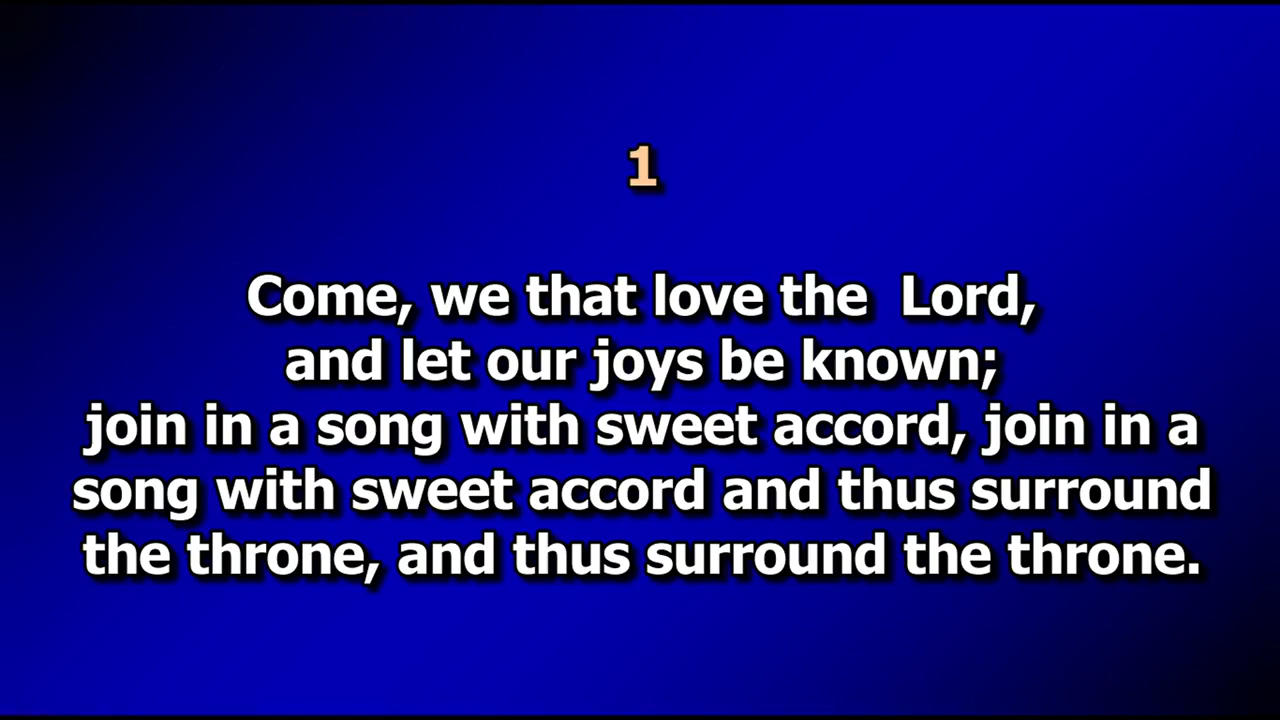 1
Come, we that love the  Lord,
and let our joys be known;
join in a song with sweet accord, join in a
song with sweet accord and thus surround
the throne, and thus surround the throne.